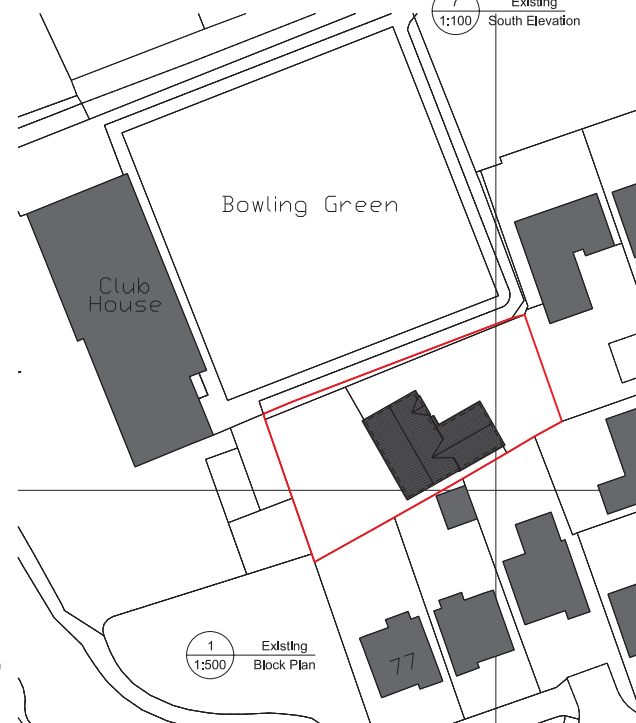 7
Existing
1:100
South Elevation
Bowling Green
Club
House
1
Existing
1:500
Block Plan
77